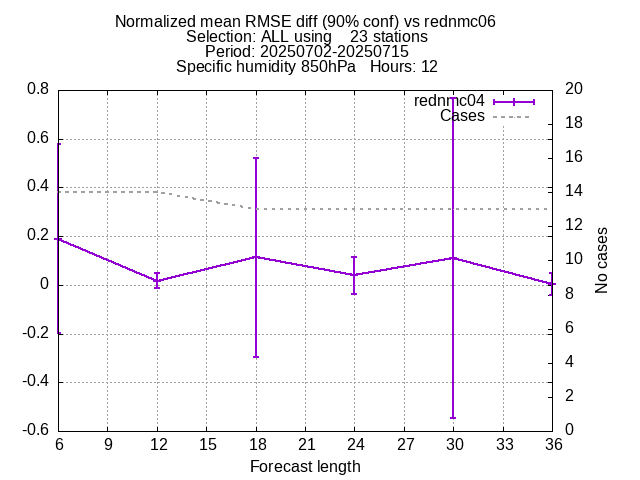 Normalized mean RMSE diff (90% conf) vs rednmc06
Selection: ALL using    23 stations
Period: 20250702-20250715
Specific humidity 850hPa   Hours: 12
rednmc04
Cases
0.8
0.6
0.4
0.2
0
-0.2
-0.4
-0.6
20
18
16
14
12
10
8
6
4
2
0
No cases
6 9 12 15 18 21 24 27 30 33 36
Forecast length